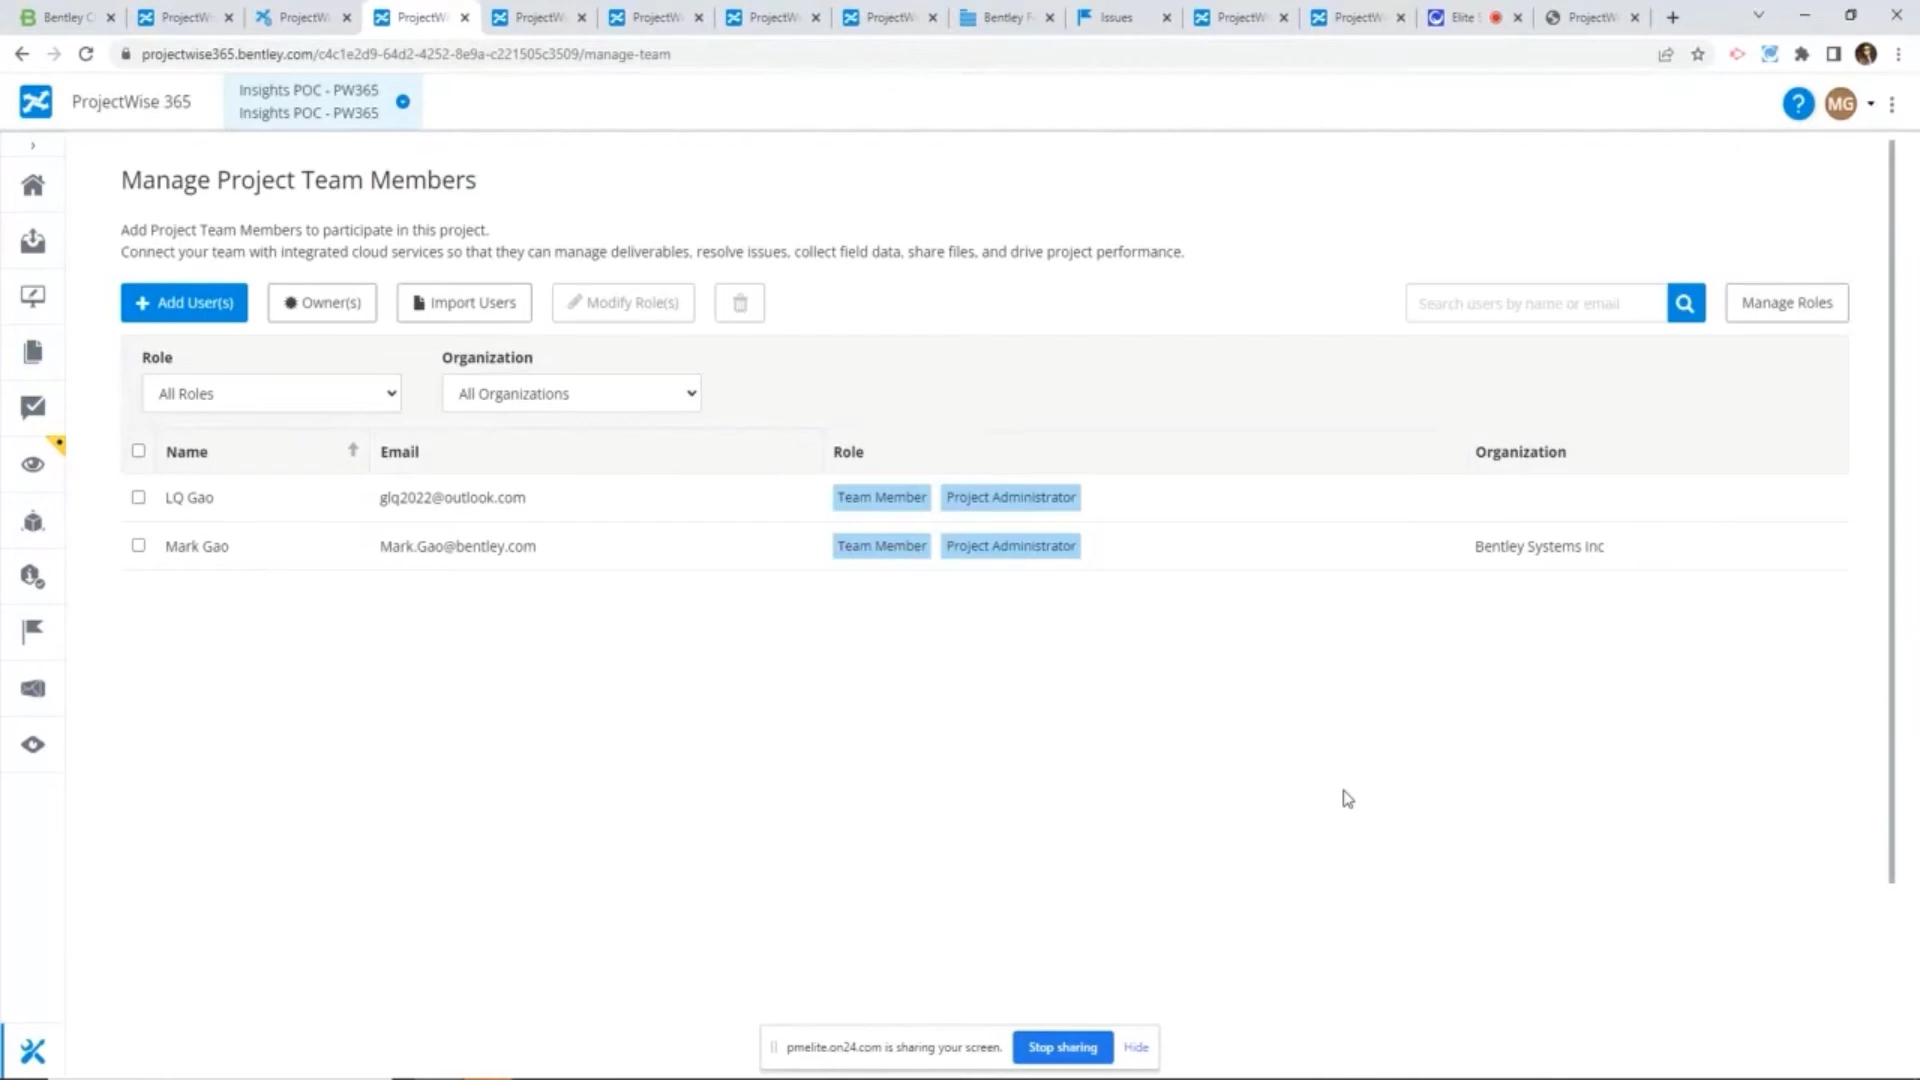 Bentley C
ProjectWi
ProjectWi
ProjectWi
ProjectWi
ProjectWi
ProjectWi
ProjectWi
Bentley F
Issues
ProjectWi
ProjectWi
Elite
ProjectWi
projectwise365.bentley.com/c4c1e2d9-64d2-4252-8e9a-c221505c3509/manage-team
ProjectWise 365
Insights POC - PW365
Insights POC - PW365
?
MG
Manage Project Team Members
Add Project Team Members to participate in this project.
Connect your team with integrated cloud services so that they can manage deliverables, resolve issues, collect field data, share files, and drive project performance.
+ Add User(s)
Owner(s)
Import Users
Modify Role(s)
Search users by name or email
Manage Roles
Role
Organization
All Roles
All Organizations
Name
Email
Role
Organization
LQ Gao
glq2022@outlook.com
Team Member
Project Administrator
Mark Gao
Mark.Gao@bentley.com
Team Member
Project Administrator
Bentley Systems Inc
pmelite.on24.com is sharing your screen.
Stop sharing
Hide